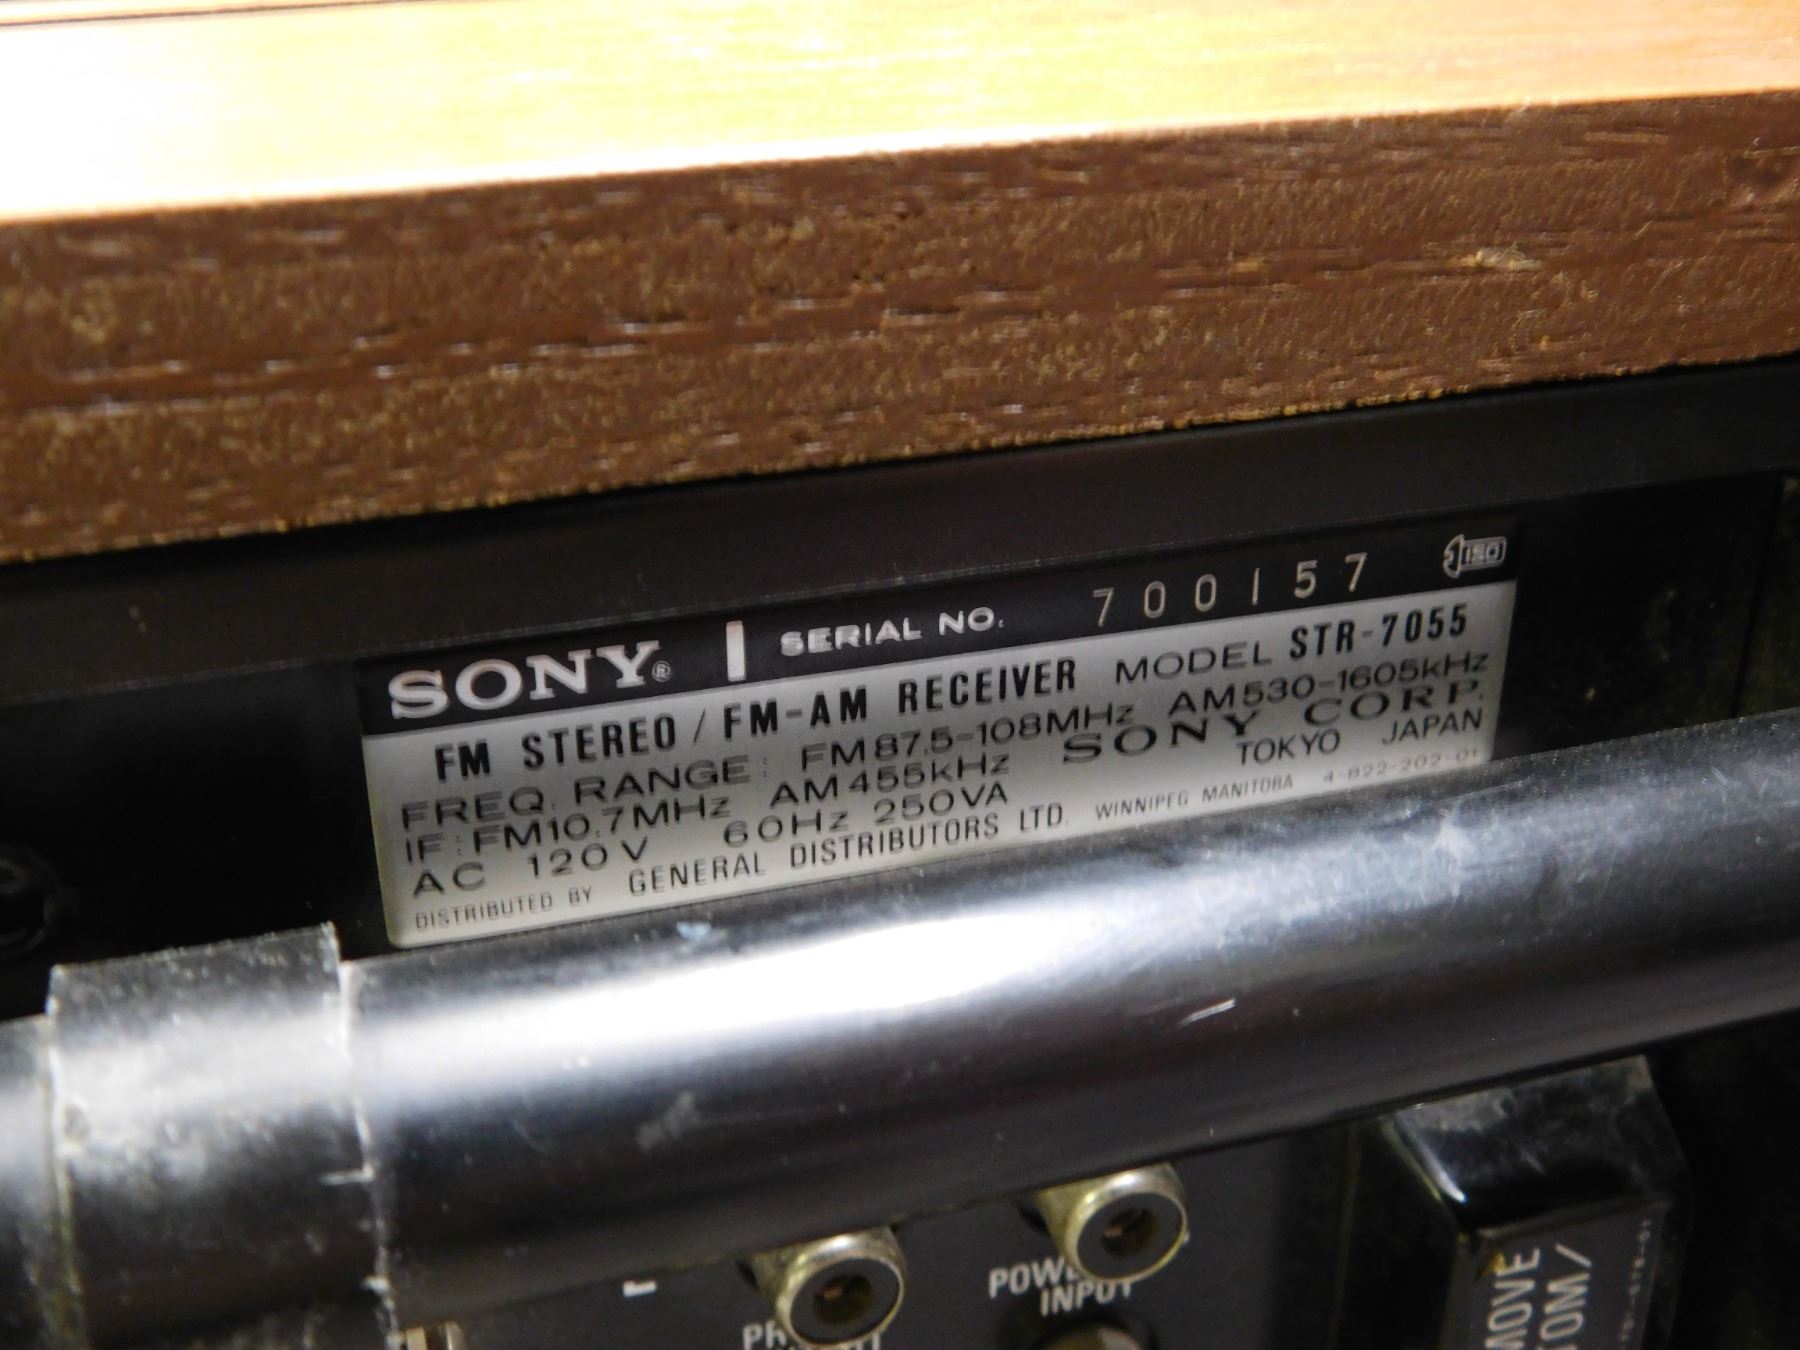 SONY® SERIAL NO. 700157 ISO
FM STEREO / FM-AM RECEIVER MODEL STR-7055
FREQ. RANGE: FM87.5-108MHz AM530-1605kHz
IF: FM10.7MHz AM455kHz SONY CORP.
AC 120V 60Hz 250VA TOKYO JAPAN
DISTRIBUTED BY GENERAL DISTRIBUTORS LTD. WINNIPEG MANITOBA 4-822-202-01
L
INPUT